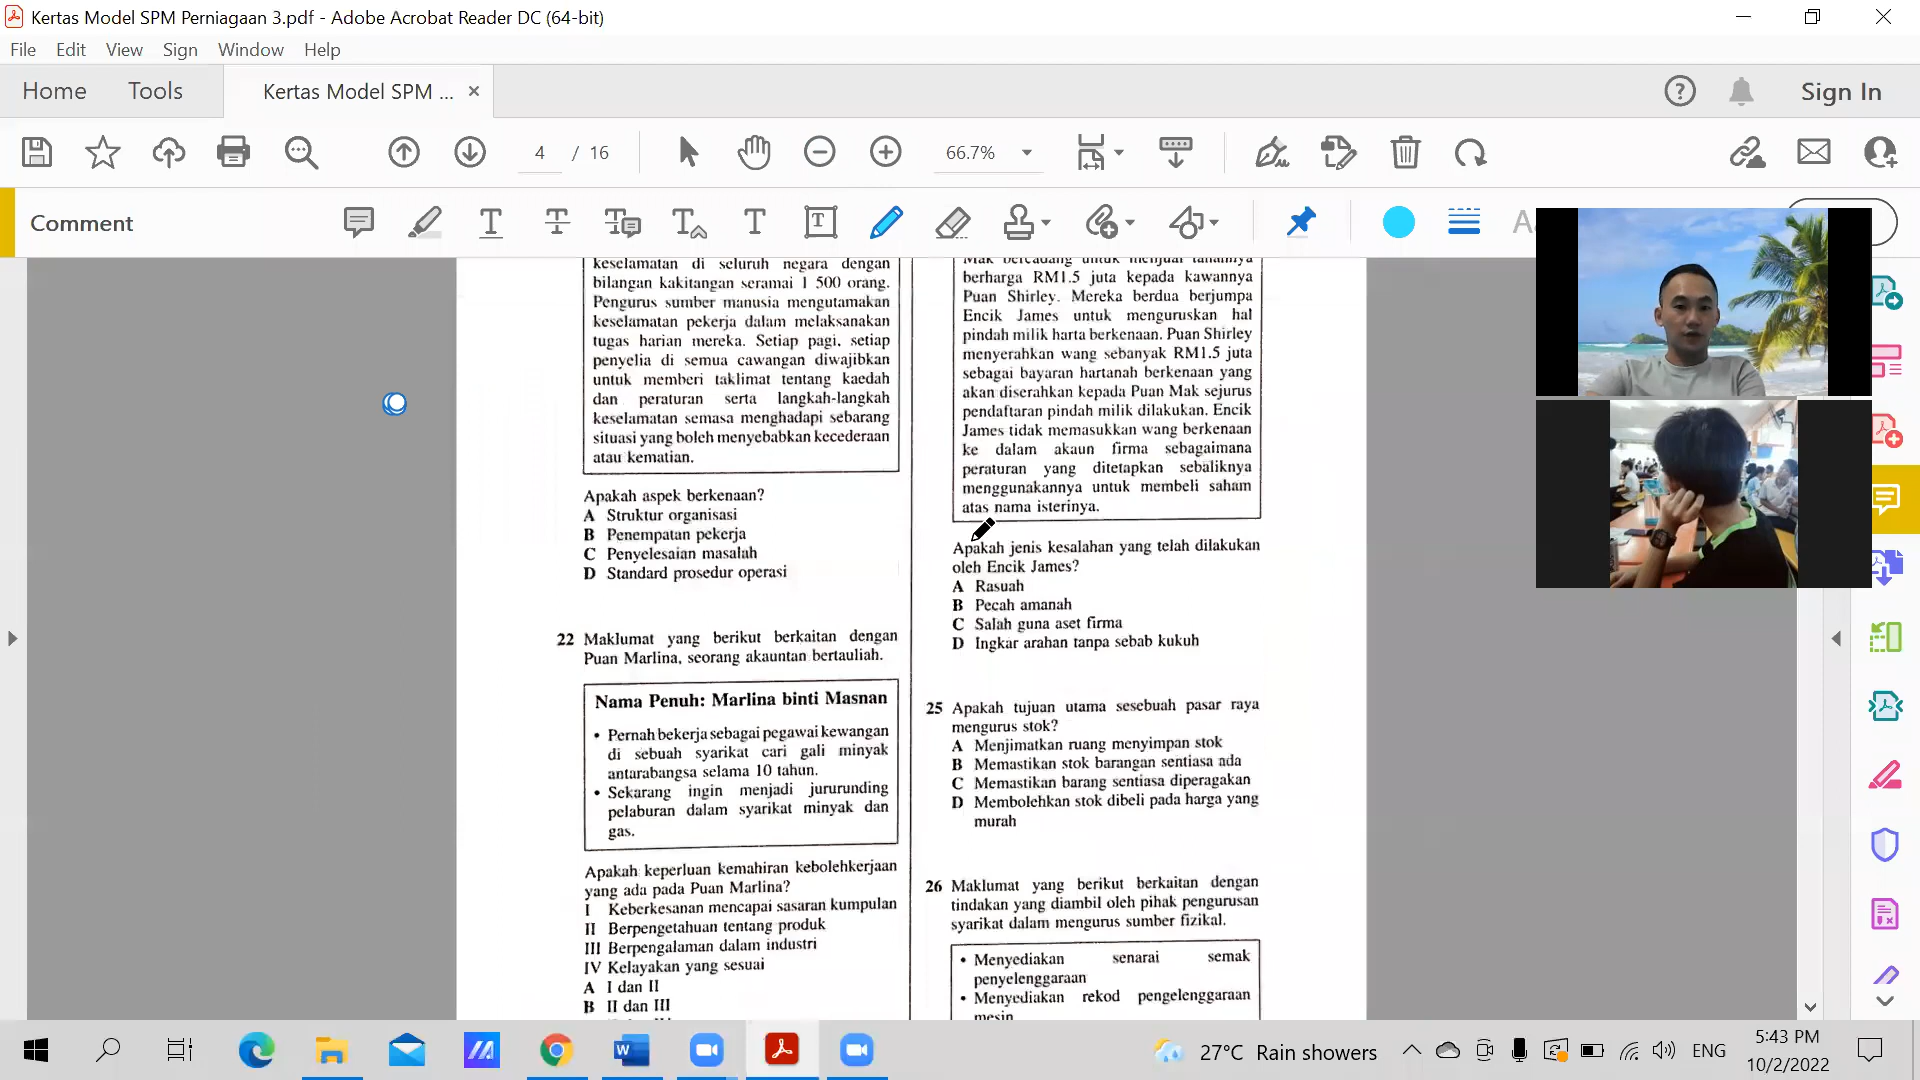 Kertas Model SPM Perniagaan 3.pdf - Adobe Acrobat Reader DC (64-bit)
File Edit View Sign Window Help
Home Tools Kertas Model SPM ... × Sign In
4 / 16 66.7%
Comment
keselamatan di seluruh negara dengan
bilangan kakitangan seramai 1 500 orang.
Pengurus sumber manusia mengutamakan
keselamatan pekerja dalam melaksanakan
tugas harian mereka. Setiap pagi, setiap
penyelia di semua cawangan diwajibkan
untuk memberi taklimat tentang kaedah
dan peraturan serta langkah-langkah
keselamatan semasa menghadapi sebarang
situasi yang boleh menyebabkan kecederaan
atau kematian.
Apakah aspek berkenaan?
A Struktur organisasi
B Penempatan pekerja
C Penyelesaian masalah
D Standard prosedur operasi
22 Maklumat yang berikut berkaitan dengan
Puan Marlina, seorang akauntan bertauliah.
Nama Penuh: Marlina binti Masnan
• Pernah bekerja sebagai pegawai kewangan
di sebuah syarikat cari gali minyak
antarabangsa selama 10 tahun.
• Sekarang ingin menjadi jururunding
pelaburan dalam syarikat minyak dan
gas.
Apakah keperluan kemahiran kebolehkerjaan
yang ada pada Puan Marlina?
I Keberkesanan mencapai sasaran kumpulan
II Berpengetahuan tentang produk
III Berpengalaman dalam industri
IV Kelayakan yang sesuai
A I dan II
B II dan III
Mak bercadang untuk menjual tanahnya
berharga RM1.5 juta kepada kawannya
Puan Shirley. Mereka berdua berjumpa
Encik James untuk menguruskan hal
pindah milik harta berkenaan. Puan Shirley
menyerahkan wang sebanyak RM1.5 juta
sebagai bayaran hartanah berkenaan yang
akan diserahkan kepada Puan Mak sejurus
pendaftaran pindah milik dilakukan. Encik
James tidak memasukkan wang berkenaan
ke dalam akaun firma sebagaimana
peraturan yang ditetapkan sebaliknya
menggunakannya untuk membeli saham
atas nama isterinya.
Apakah jenis kesalahan yang telah dilakukan
oleh Encik James?
A Rasuah
B Pecah amanah
C Salah guna aset firma
D Ingkar arahan tanpa sebab kukuh
25 Apakah tujuan utama sesebuah pasar raya
mengurus stok?
A Menjimatkan ruang menyimpan stok
B Memastikan stok barangan sentiasa ada
C Memastikan barang sentiasa diperagakan
D Membolehkan stok dibeli pada harga yang
murah
26 Maklumat yang berikut berkaitan dengan
tindakan yang diambil oleh pihak pengurusan
syarikat dalam mengurus sumber fizikal.
• Menyediakan senarai semak
penyelenggaraan
• Menyediakan rekod pengelenggaraan
mesin
27°C Rain showers ENG 5:43 PM
10/2/2022